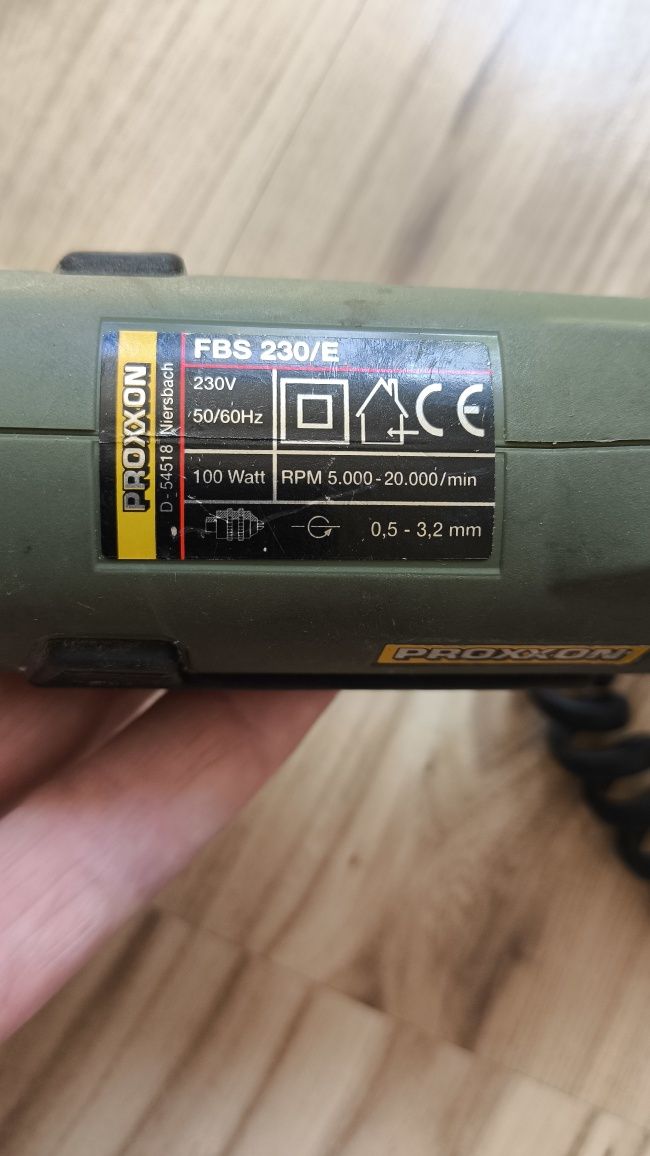 PROXXON
D - 54518 Niersbach
FBS 230/E
230V
50/60Hz
CE
100 Watt
RPM 5.000 - 20.000/min
0,5 - 3,2 mm
PROXXON